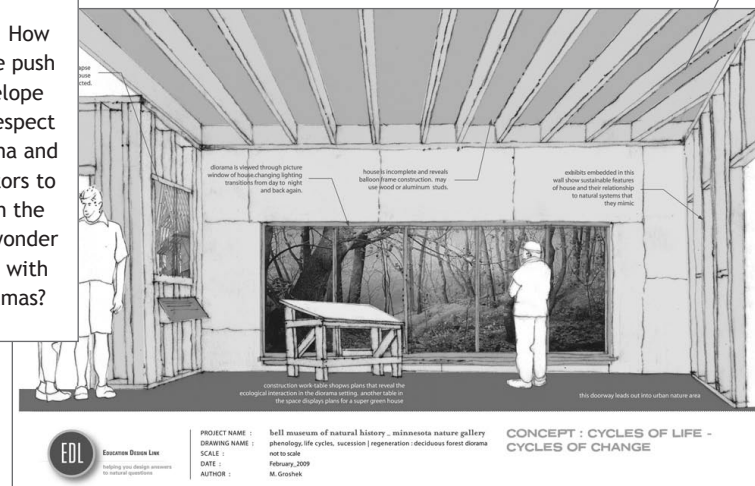 How
e push
elope
espect
na and
tors to
n the
wonder
with
mas?
apse
ouse
cted.
diorama is viewed through picture
window of house.changing lighting
transitions from day to night
and back again.
house is incomplete and reveals
balloon frame construction. may
use wood or aluminum studs.
exhibits embedded in this
wall show sustainable features
of house and their relationship
to natural systems that
they mimic
construction work-table shopws plans that reveal the
ecological interaction in the diorama setting. another table in
the space displays plans for a super green house
this doorway leads out into urban nature area
EDL
EDUCATION DESIGN LINK
helping you design answers
to natural questions
PROJECT NAME : bell museum of natural history _ minnesota nature gallery
DRAWING NAME : phenology, life cycles, sucession | regeneration : deciduous forest diorama
SCALE : not to scale
DATE : February_2009
AUTHOR : M. Groshek
CONCEPT : CYCLES OF LIFE -
CYCLES OF CHANGE